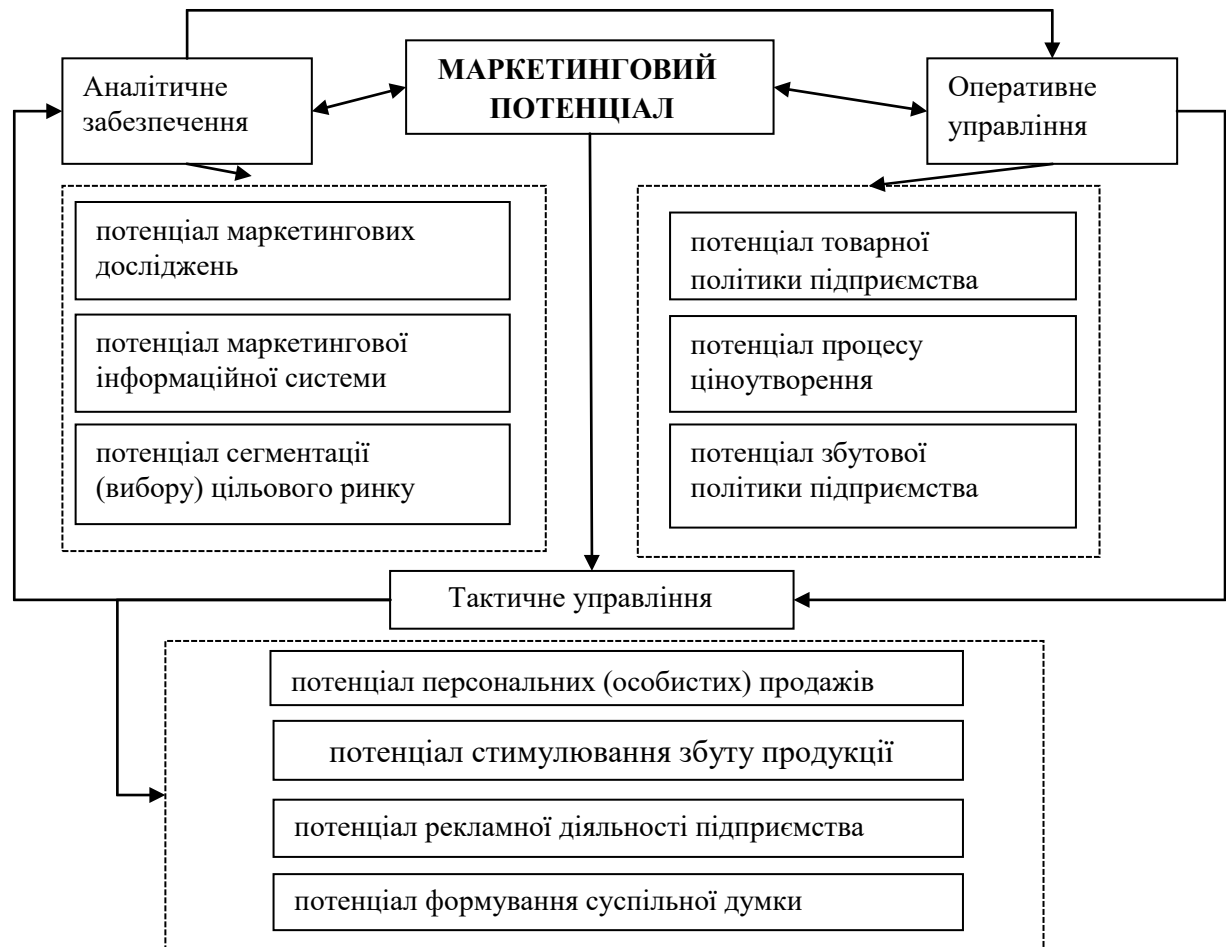 МАРКЕТИНГОВИЙ
ПОТЕНЦІАЛ
Аналітичне
забезпечення
Оперативне
управління
потенціал маркетингових
досліджень
потенціал маркетингової
інформаційної системи
потенціал сегментації
(вибору) цільового ринку
потенціал товарної
політики підприємства
потенціал процесу
ціноутворення
потенціал збутової
політики підприємства
Тактичне управління
потенціал персональних (особистих) продажів
потенціал стимулювання збуту продукції
потенціал рекламної діяльності підприємства
потенціал формування суспільної думки